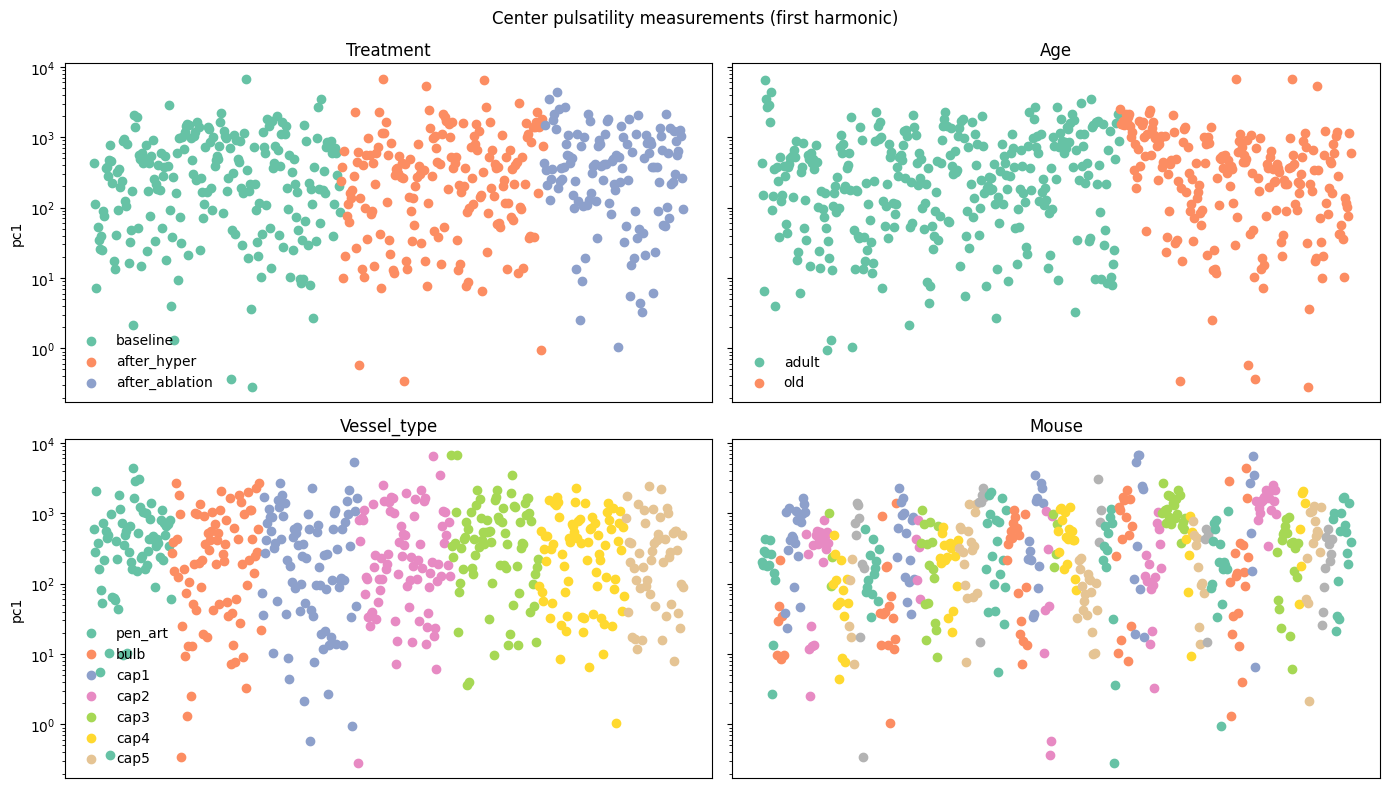 Center pulsatility measurements (first harmonic)
Treatment
10^4
10^3
10^2
10^1
10^0
pc1
baseline
after_hyper
after_ablation
Age
adult
old
Vessel_type
10^4
10^3
10^2
10^1
10^0
pc1
pen_art
bulb
cap1
cap2
cap3
cap4
cap5
Mouse